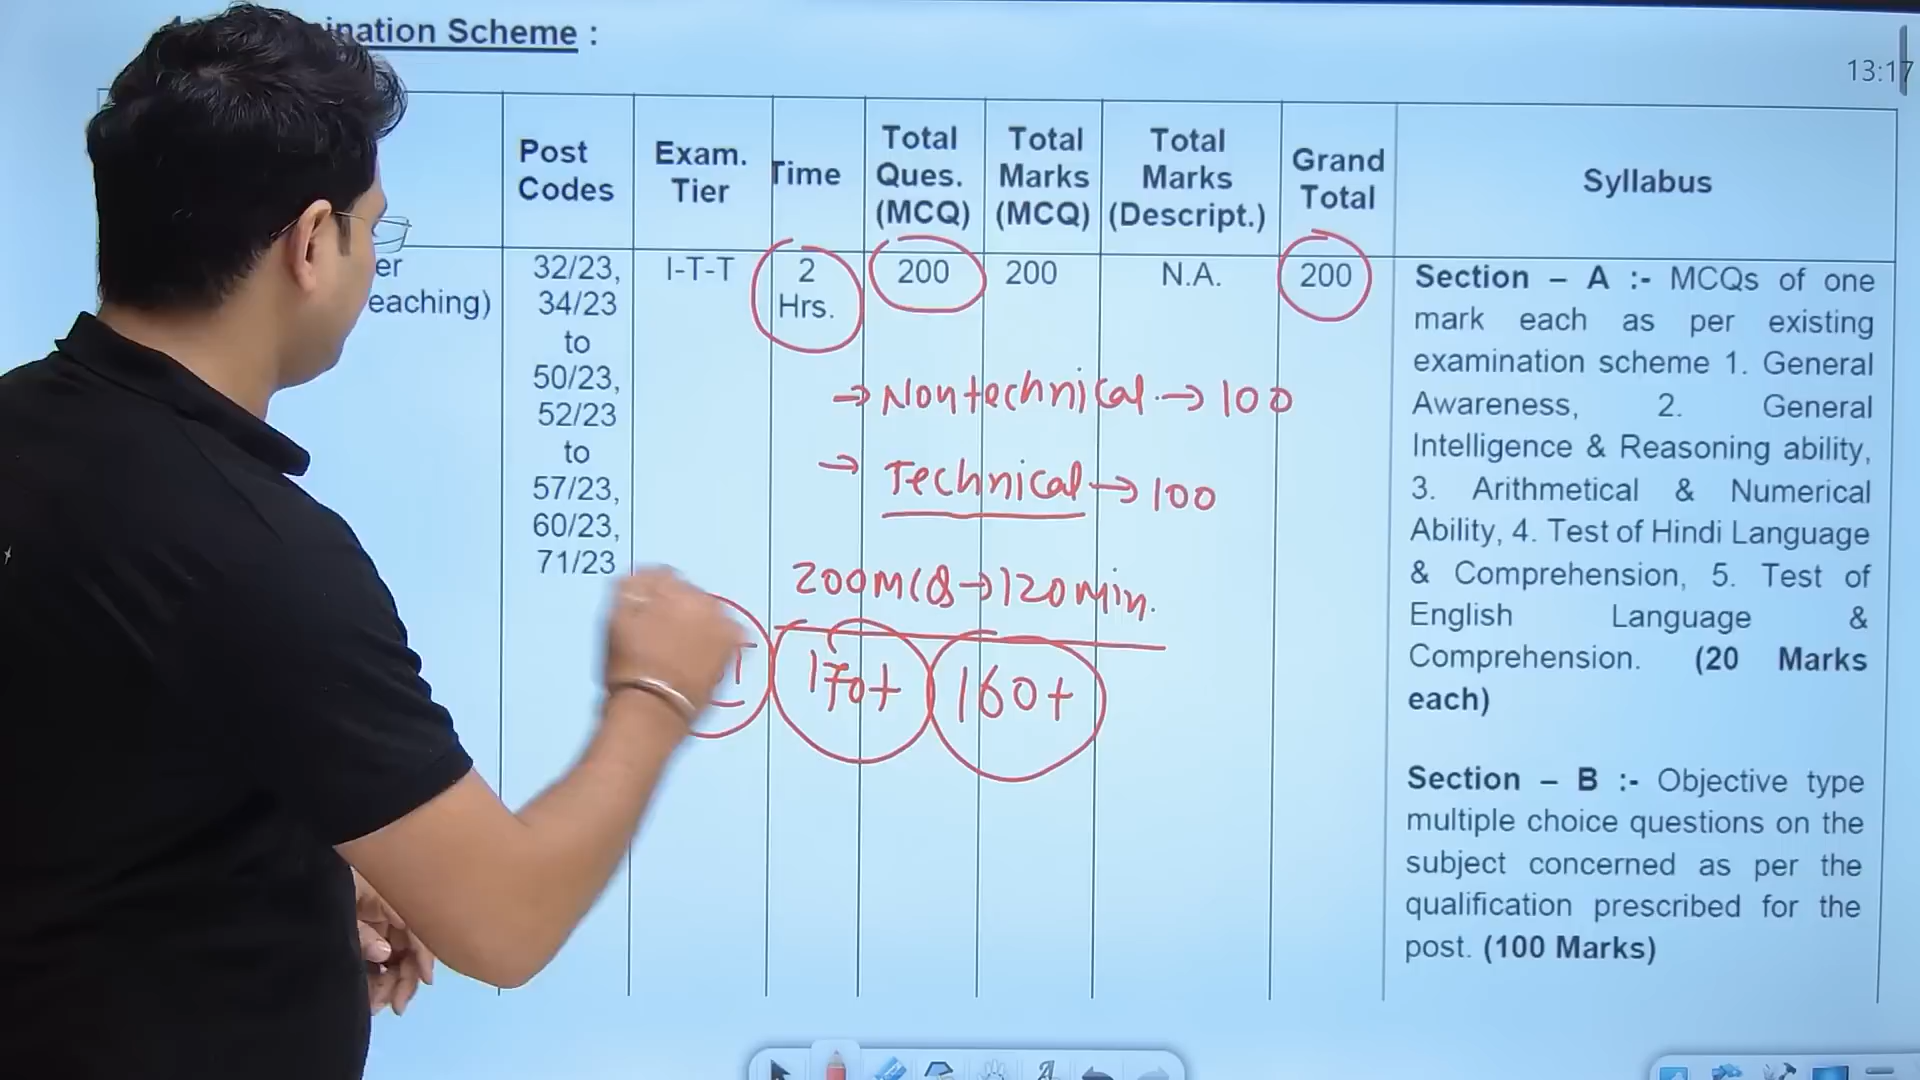 ination Scheme :
13:17
Post Codes
Exam. Tier
Time
Total Ques. (MCQ)
Total Marks (MCQ)
Total Marks (Descript.)
Grand Total
Syllabus
er
eaching)
32/23,
34/23
to
50/23,
52/23
to
57/23,
60/23,
71/23
I-T-T
2
Hrs.
200
200
N.A.
200
→ Nontechnical → 100
→ Technical → 100
200 MCQ → 120 min.
170+
160+
Section – A :- MCQs of one
mark each as per existing
examination scheme 1. General
Awareness, 2. General
Intelligence & Reasoning ability,
3. Arithmetical & Numerical
Ability, 4. Test of Hindi Language
& Comprehension, 5. Test of
English Language &
Comprehension. (20 Marks
each)
Section – B :- Objective type
multiple choice questions on the
subject concerned as per the
qualification prescribed for the
post. (100 Marks)